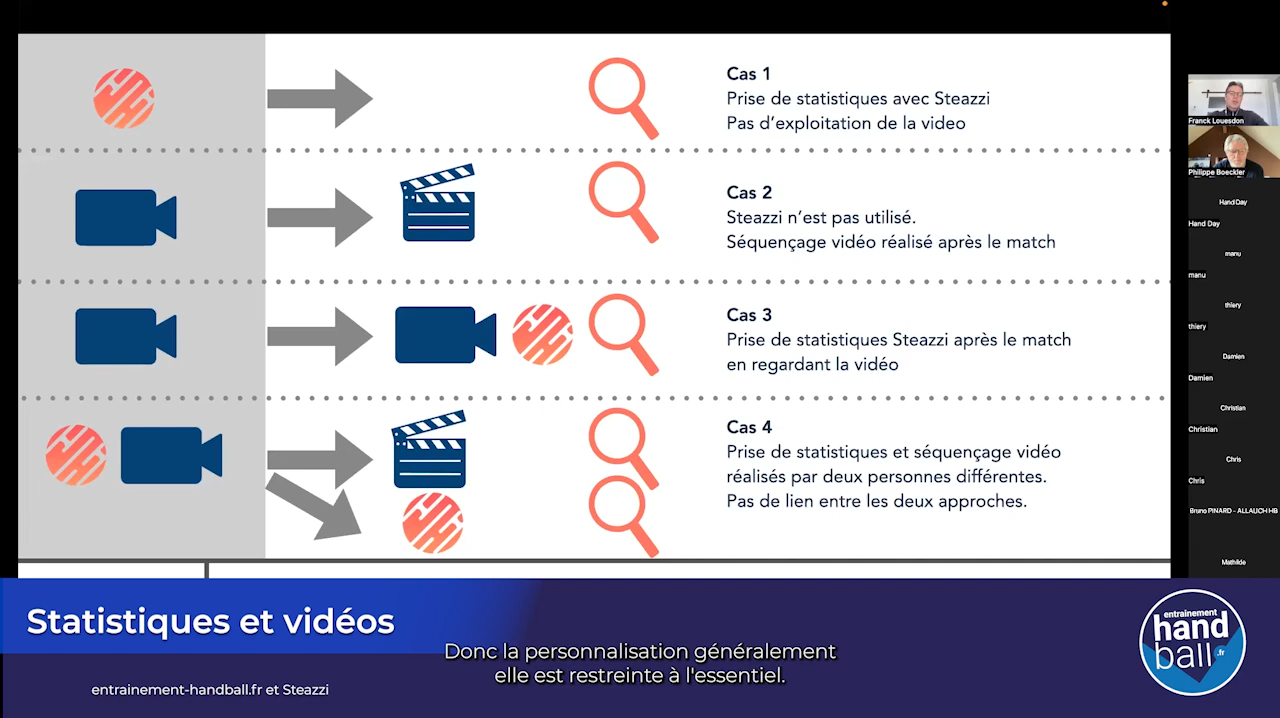 Cas 1
Prise de statistiques avec Steazzi
Pas d’exploitation de la video
Cas 2
Steazzi n’est pas utilisé.
Séquençage vidéo réalisé après le match
Cas 3
Prise de statistiques Steazzi après le match
en regardant la vidéo
Cas 4
Prise de statistiques et séquençage vidéo
réalisés par deux personnes différentes.
Pas de lien entre les deux approches.
Franck Louesdon
Philippe Boeckler
Hand Day
Hand Day
manu
manu
thiery
thiery
Damien
Damien
Christian
Christian
Chris
Chris
Bruno PINARD - ALLAUCH HB
Mathilde
Statistiques et vidéos
Donc la personnalisation généralement
elle est restreinte à l'essentiel.
entrainement-handball.fr et Steazzi
entrainement
hand
ball.fr